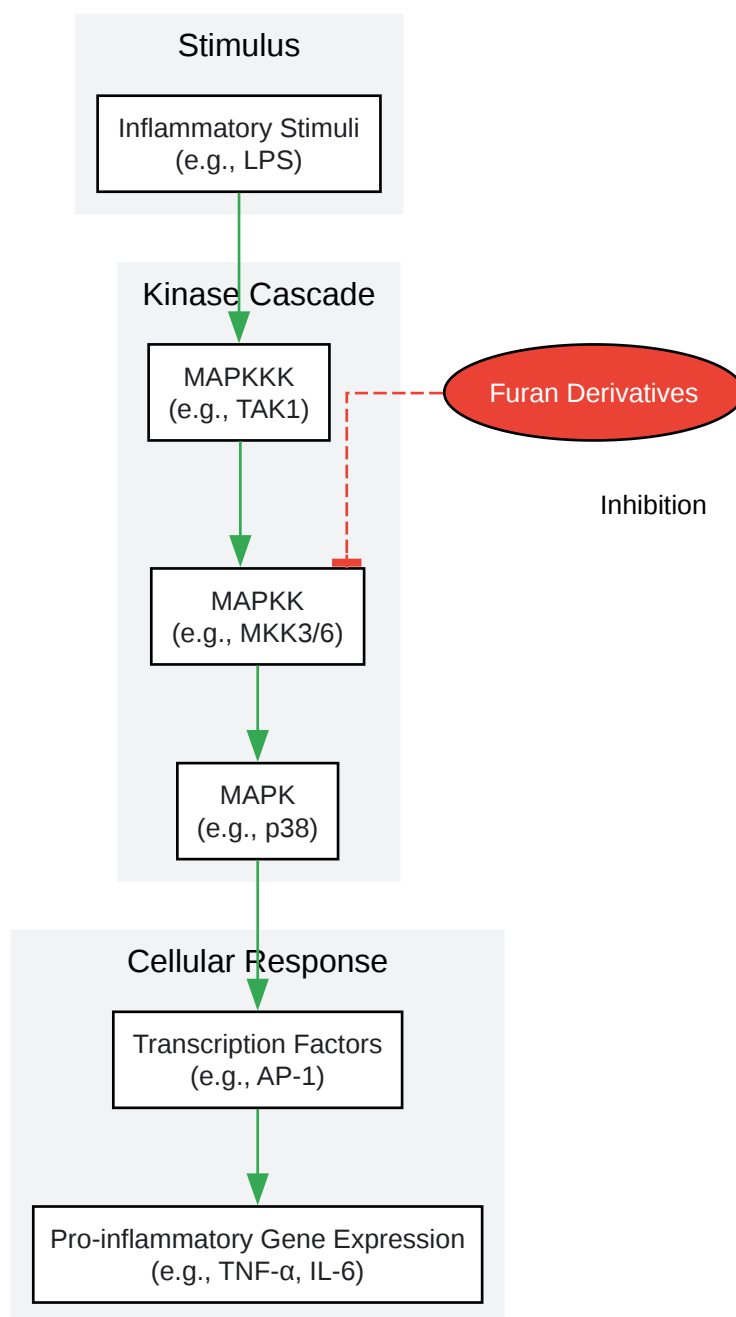 Stimulus
Inflammatory Stimuli
(e.g., LPS)
Kinase Cascade
MAPKKK
(e.g., TAK1)
Furan Derivatives
Inhibition
MAPKK
(e.g., MKK3/6)
MAPK
(e.g., p38)
Cellular Response
Transcription Factors
(e.g., AP-1)
Pro-inflammatory Gene Expression
(e.g., TNF-α, IL-6)